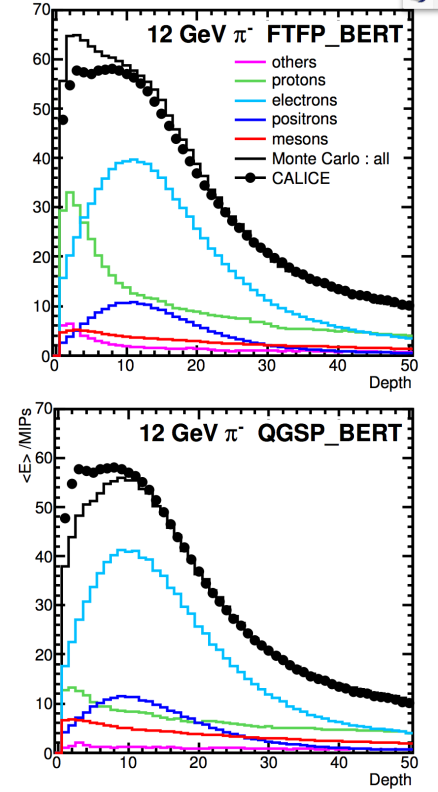 70
12 GeV π- FTFP_BERT
60
others
protons
50
electrons
positrons
40
mesons
Monte Carlo : all
CALICE
30
20
10
0
0 10 20 30 40 50
Depth
70
<E> /MIPs
12 GeV π- QGSP_BERT
60
50
40
30
20
10
0
0 10 20 30 40 50
Depth